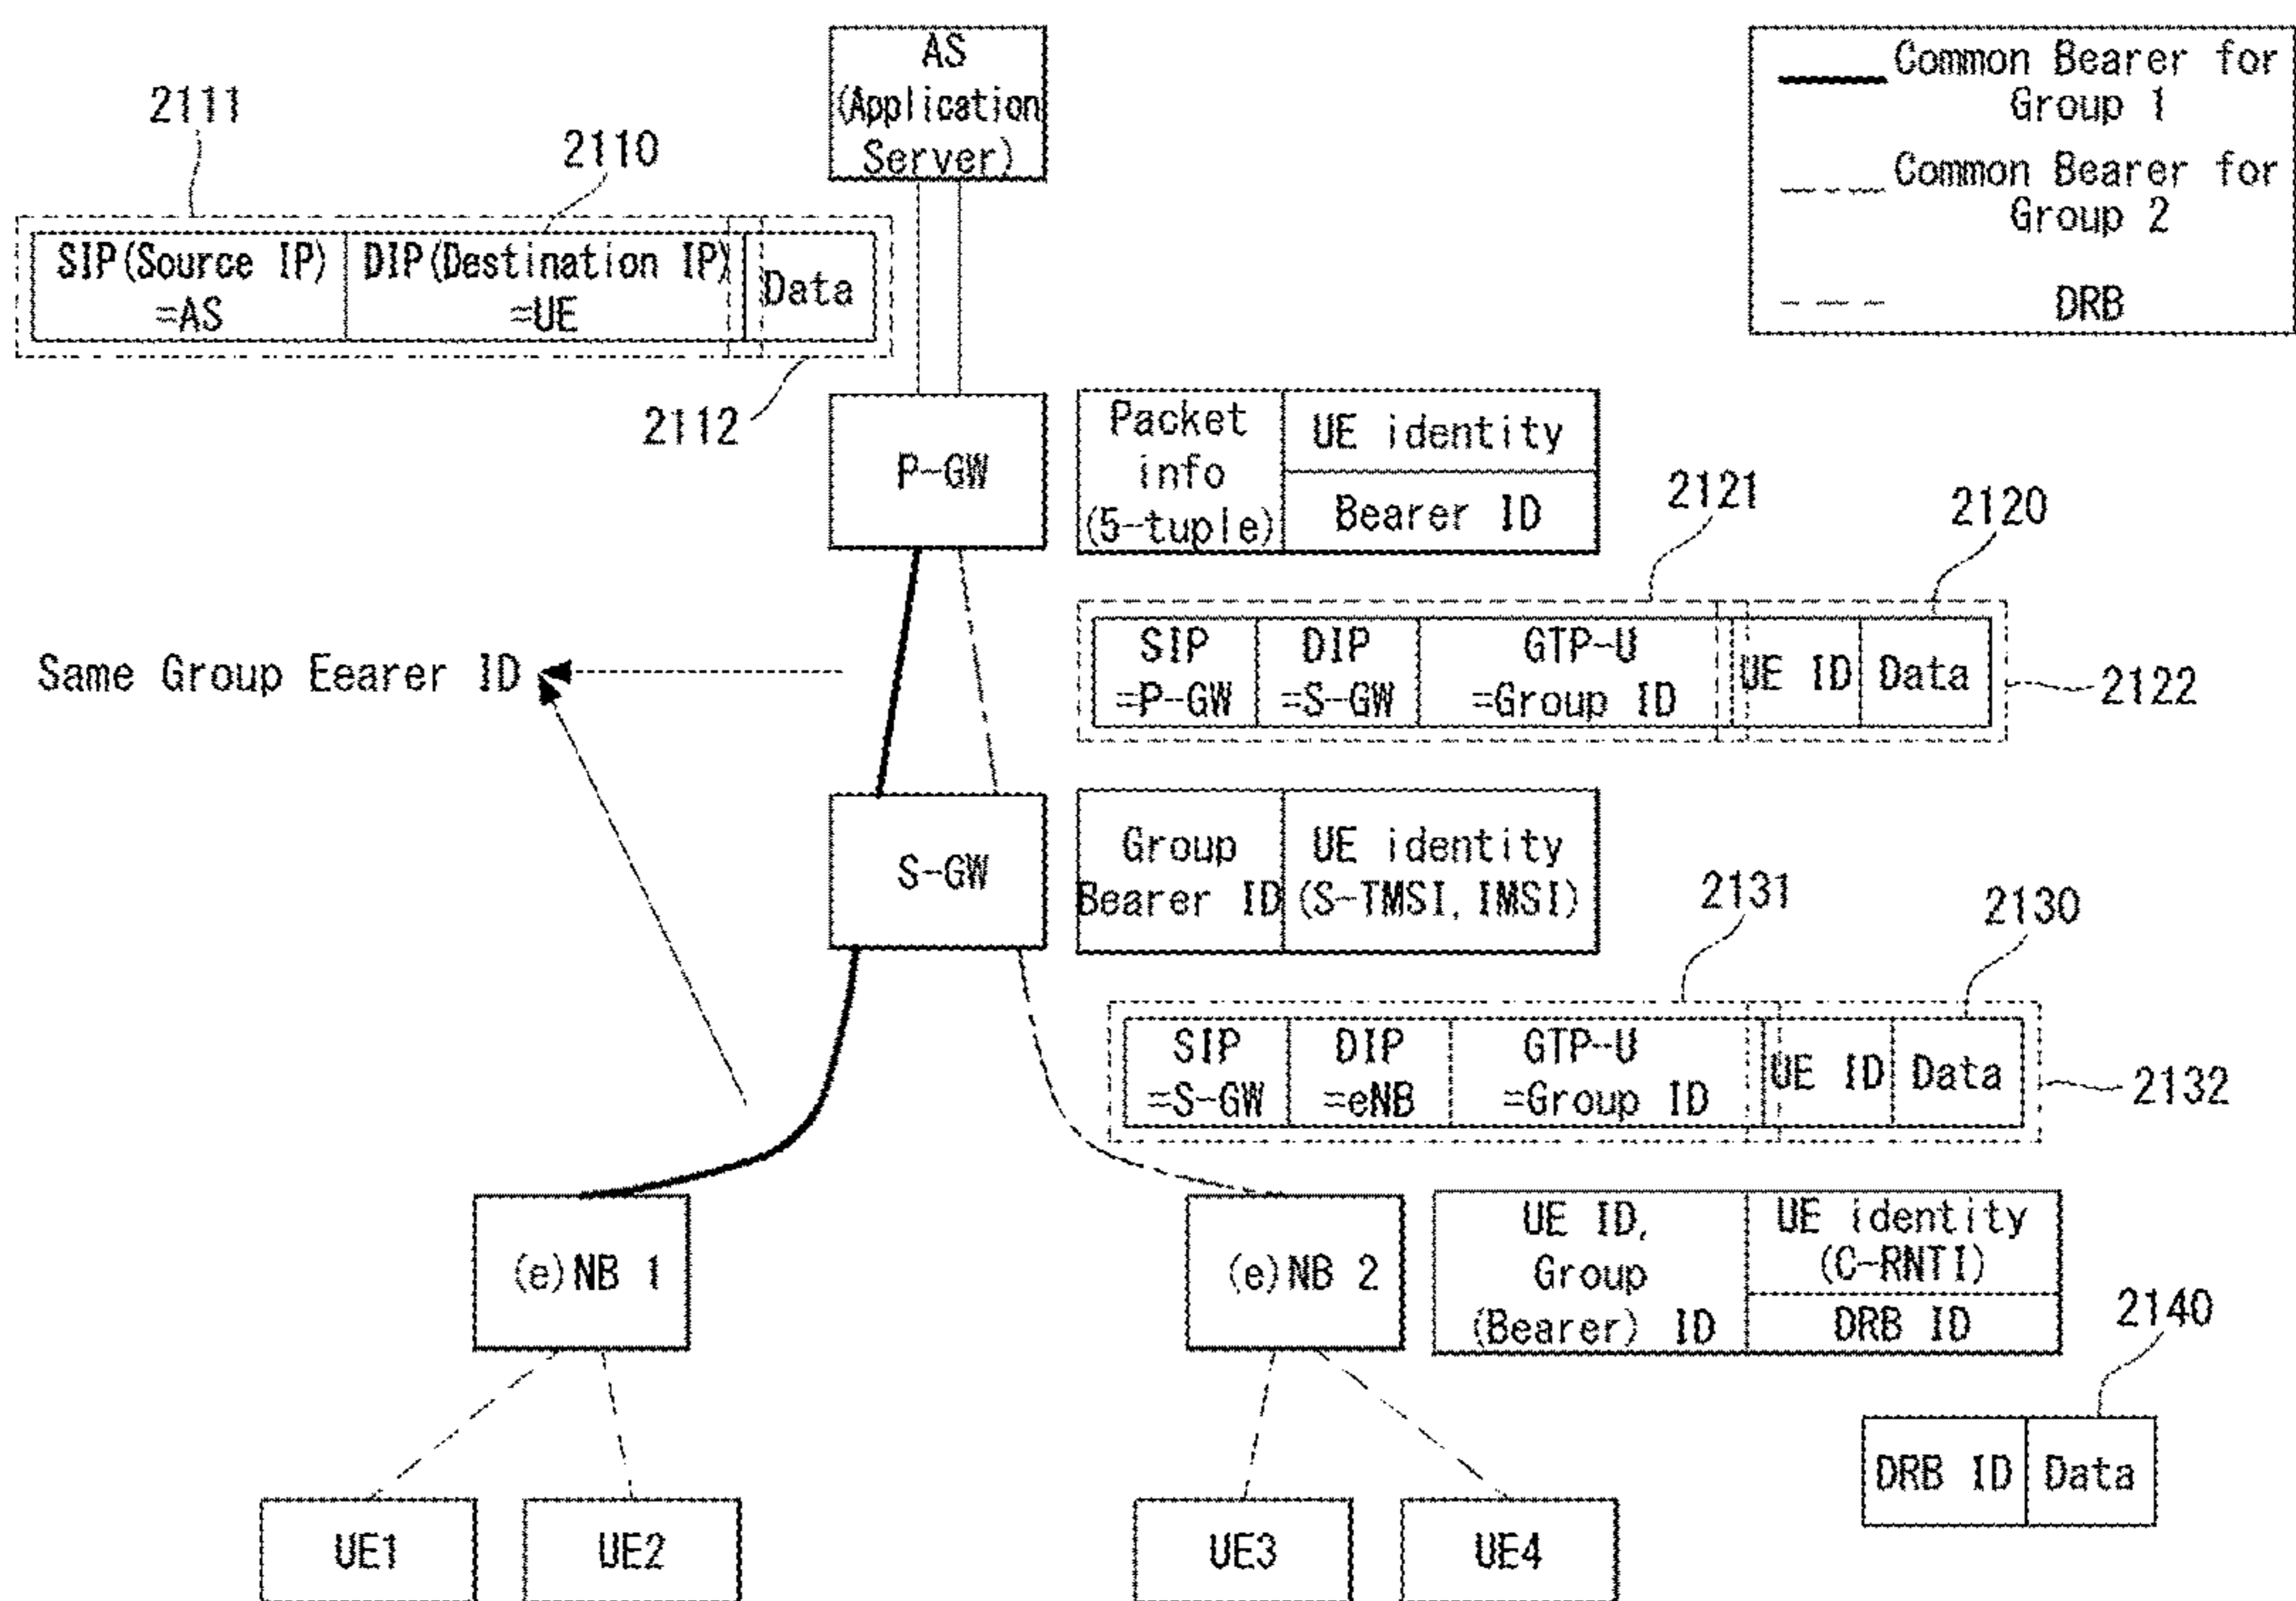 AS
(Application
Server)
Common Bearer for
Group 1
Common Bearer for
Group 2
DRB
2111
2110
SIP(Source IP)
=AS
DIP(Destination IP)
=UE
Data
2112
P-GW
Packet
info
(5-tuple)
UE identity
Bearer ID
2121
2120
SIP
=P-GW
DIP
=S-GW
GTP-U
=Group ID
UE ID
Data
2122
Same Group Eearer ID
S-GW
Group
Bearer ID
UE identity
(S-TMSI, IMSI)
2131
2130
SIP
=S-GW
DIP
=eNB
GTP-U
=Group ID
UE ID
Data
2132
(e)NB 1
(e)NB 2
UE ID,
Group
(Bearer) ID
UE identity
(C-RNTI)
DRB ID
2140
DRB ID
Data
UE1
UE2
UE3
UE4